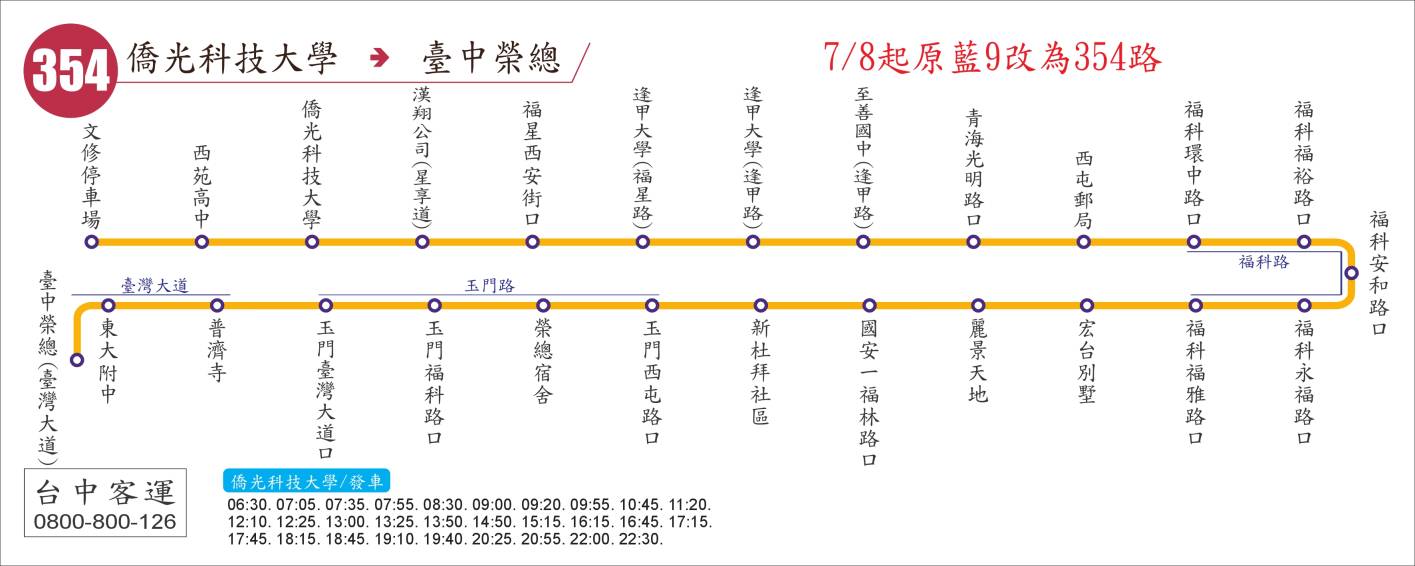 354
僑光科技大學 ➔ 臺中榮總
7/8起原藍9改為354路
文修停車場
西苑高中
僑光科技大學
漢翔公司(星享道)
福星西安街口
逢甲大學(福星路)
逢甲大學(逢甲路)
至善國中(逢甲路)
青海光明路口
西屯郵局
福科環中路口
福科福裕路口
福科安和路口
福科路
玉門路
臺灣大道
福科永福路口
福科福雅路口
宏台別墅
麗景天地
國安一福林路口
新杜拜社區
玉門西屯路口
榮總宿舍
玉門福科路口
玉門臺灣大道口
普濟寺
東大附中
臺中榮總(臺灣大道)
台中客運
0800-800-126
僑光科技大學/發車
06:30. 07:05. 07:35. 07:55. 08:30. 09:00. 09:20. 09:55. 10:45. 11:20.
12:10. 12:25. 13:00. 13:25. 13:50. 14:50. 15:15. 16:15. 16:45. 17:15.
17:45. 18:15. 18:45. 19:10. 19:40. 20:25. 20:55. 22:00. 22:30.